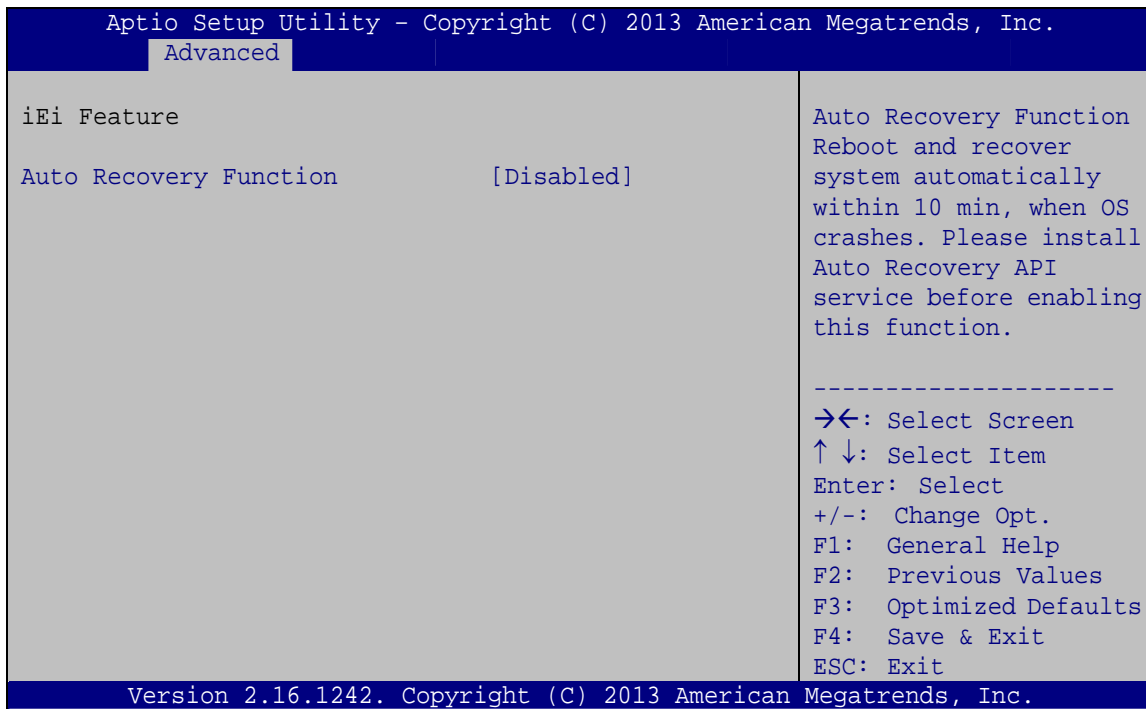 Aptio Setup Utility – Copyright (C) 2013 American Megatrends, Inc.
Advanced
iEi Feature
Auto Recovery Function [Disabled]
Auto Recovery Function
Reboot and recover
system automatically
within 10 min, when OS
crashes. Please install
Auto Recovery API
service before enabling
this function.
---------------------
→←: Select Screen
↑ ↓: Select Item
Enter: Select
+/-: Change Opt.
F1: General Help
F2: Previous Values
F3: Optimized Defaults
F4: Save & Exit
ESC: Exit
Version 2.16.1242. Copyright (C) 2013 American Megatrends, Inc.